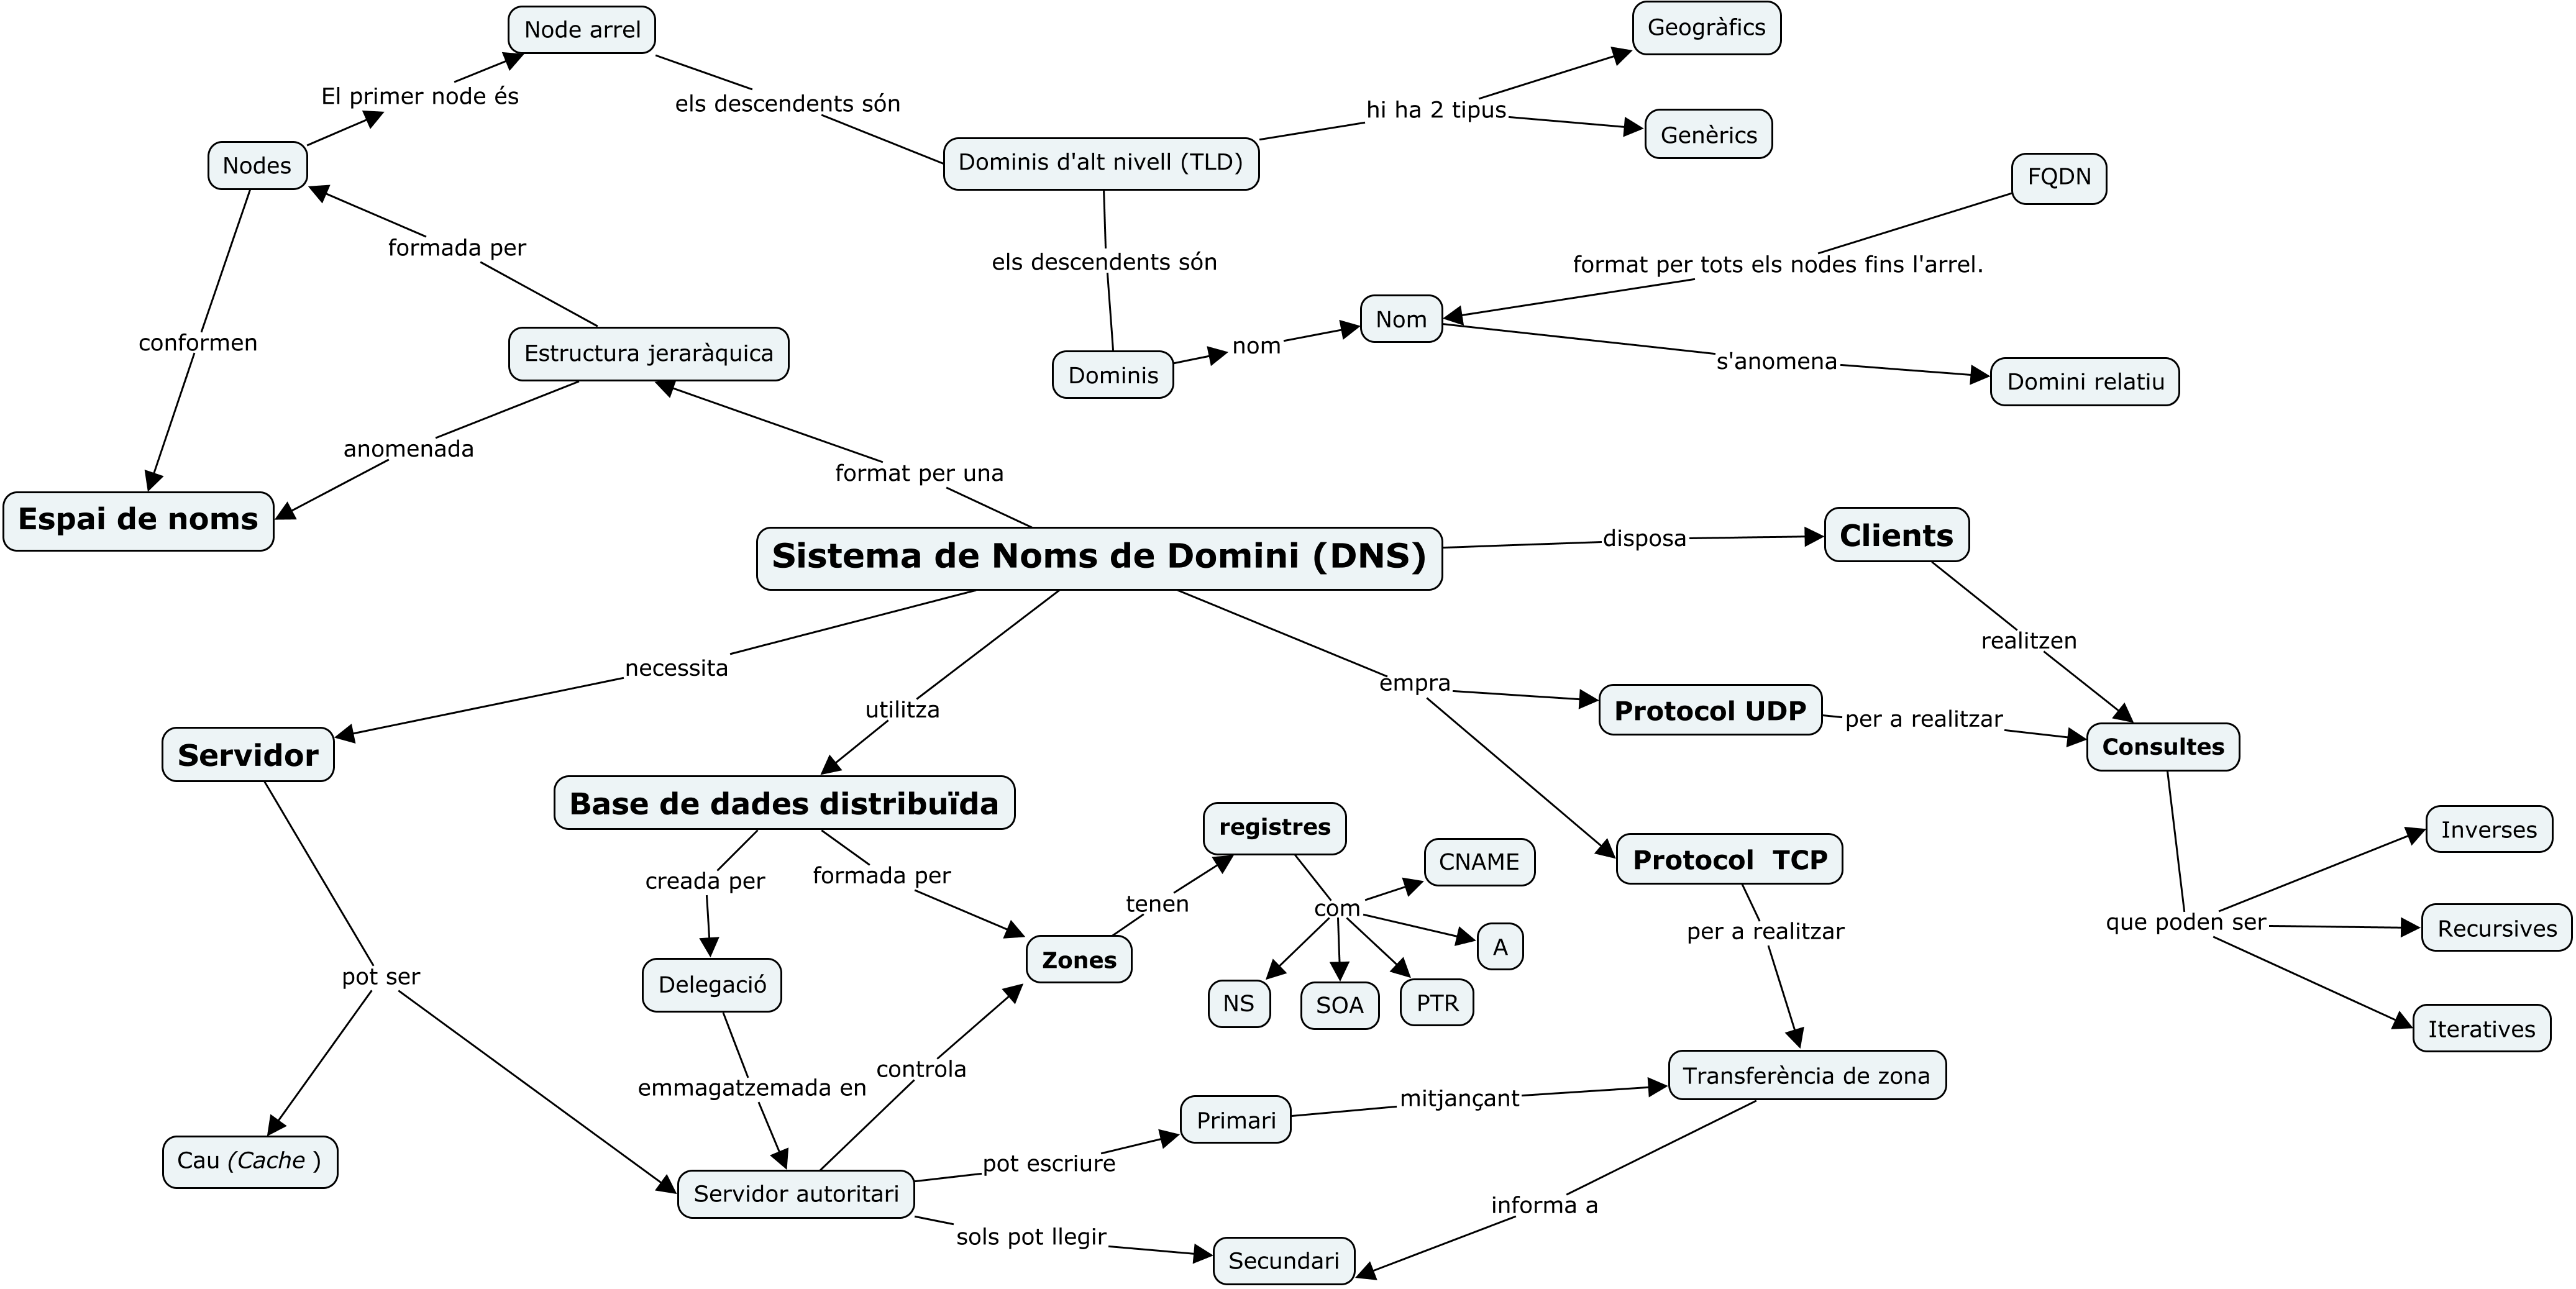 Node arrel
Geogràfics
El primer node és
els descendents són
hi ha 2 tipus
Genèrics
Nodes
Dominis d'alt nivell (TLD)
FQDN
formada per
els descendents són
format per tots els nodes fins l'arrel.
conformen
Estructura jeraràquica
Dominis
nom
Nom
s'anomena
Domini relatiu
anomenada
format per una
Espai de noms
Sistema de Noms de Domini (DNS)
disposa
Clients
necessita
utilitza
empra
realitzen
Servidor
Protocol UDP
per a realitzar
Consultes
Base de dades distribuïda
registres
Inverses
creada per
formada per
tenen
com
CNAME
Protocol  TCP
A
per a realitzar
que poden ser
Recursives
pot ser
Delegació
Zones
NS
SOA
PTR
Iteratives
emmagatzemada en
controla
Primari
mitjançant
Transferència de zona
Cau (Cache )
Servidor autoritari
pot escriure
sols pot llegir
Secundari
informa a